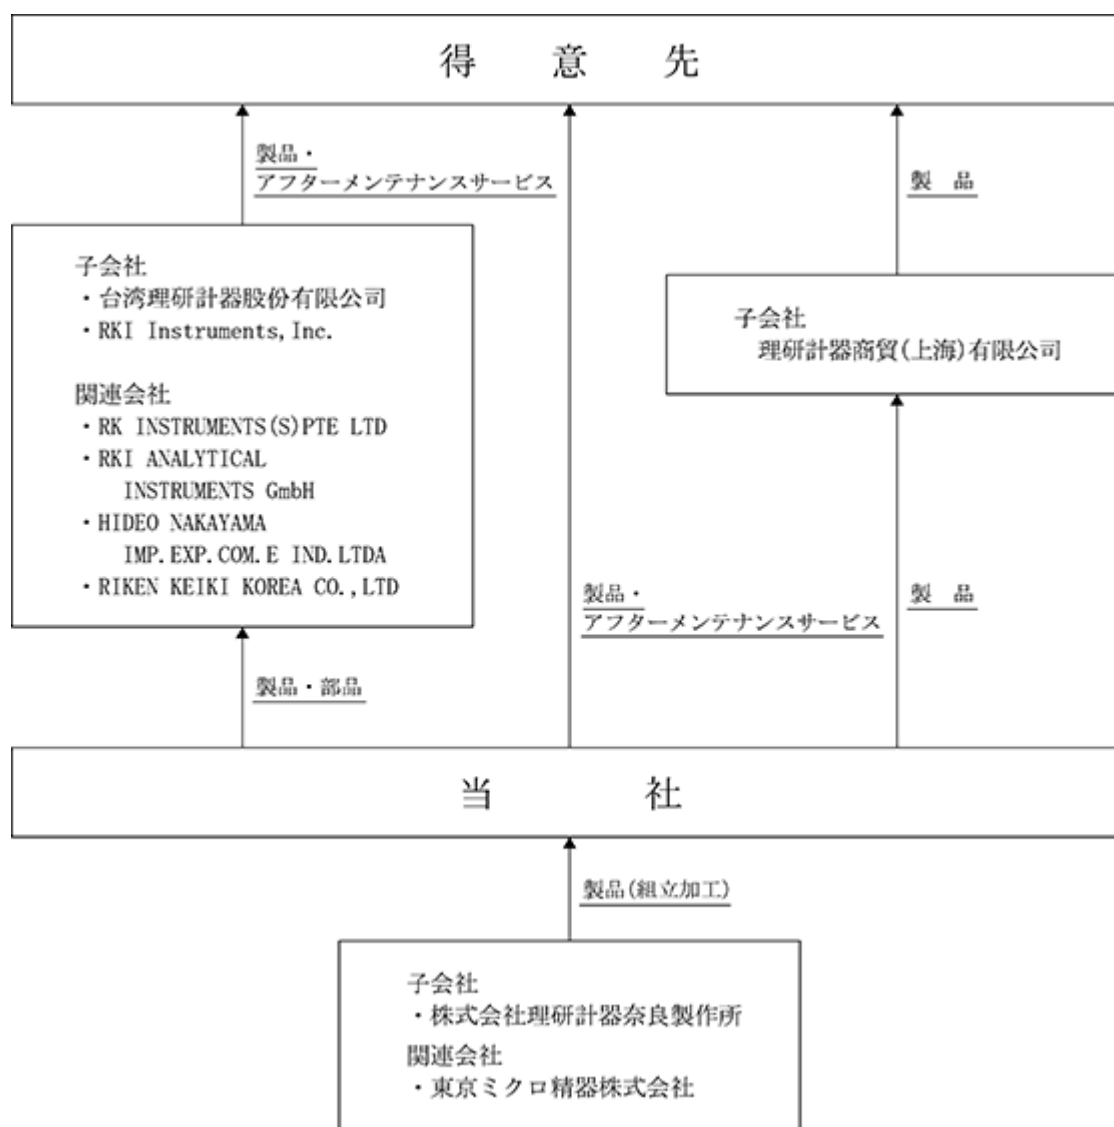 得意先
製品・
アフターメンテナンスサービス
製品
子会社
・台湾理研計器股份有限公司
・RKI Instruments,Inc.
関連会社
・RK INSTRUMENTS(S)PTE LTD
・RKI ANALYTICAL
INSTRUMENTS GmbH
・HIDEO NAKAYAMA
IMP.EXP.COM.E IND.LTDA
・RIKEN KEIKI KOREA CO.,LTD
子会社
理研計器商貿(上海)有限公司
製品・
アフターメンテナンスサービス
製品
製品・部品
当社
製品(組立加工)
子会社
・株式会社理研計器奈良製作所
関連会社
・東京ミクロ精器株式会社